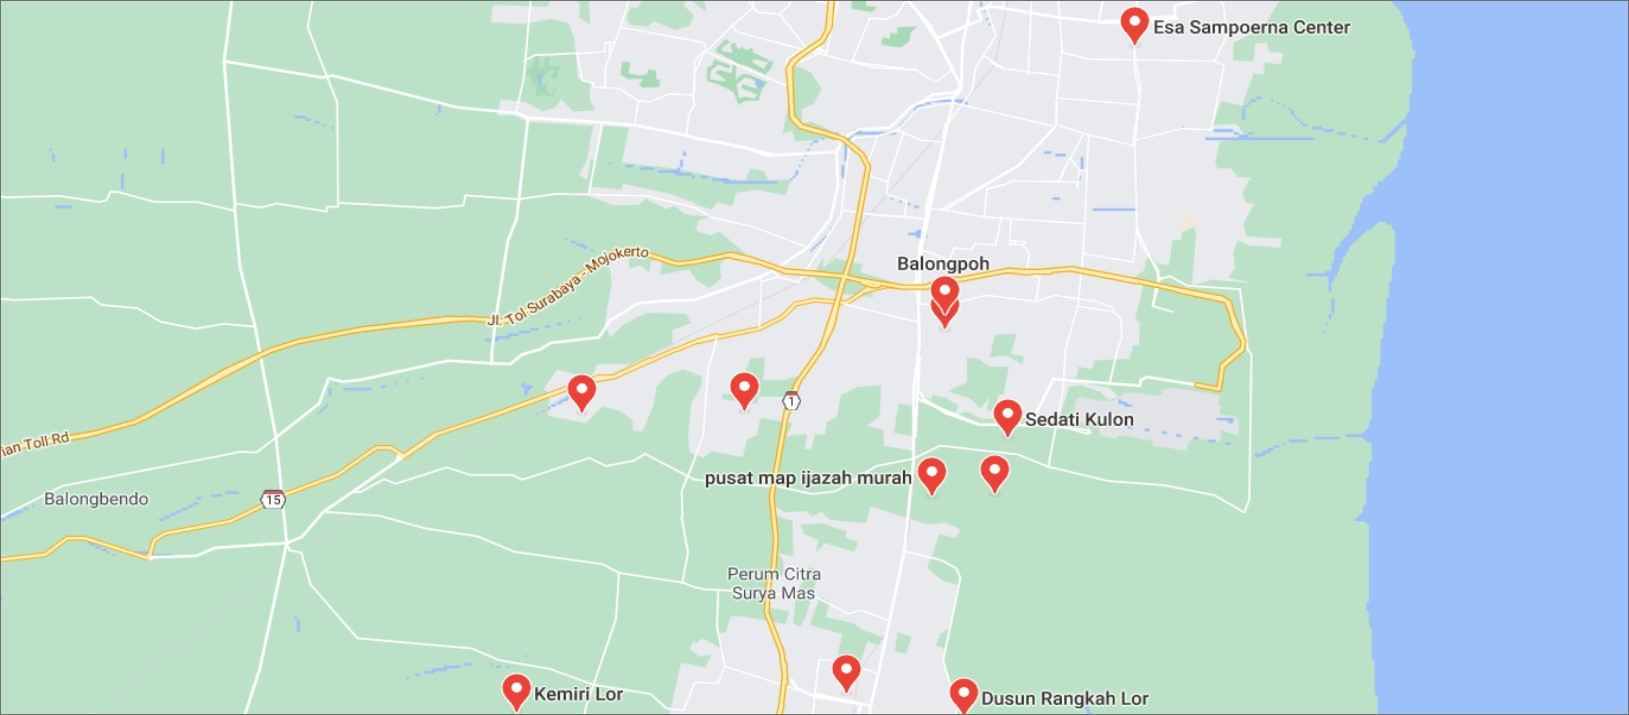 Esa Sampoerna Center
Jl. Tol Surabaya - Mojokerto
Balongpoh
1
Sedati Kulon
ian Toll Rd
pusat map ijazah murah
Balongbendo
15
Perum Citra
Surya Mas
Kemiri Lor
Dusun Rangkah Lor